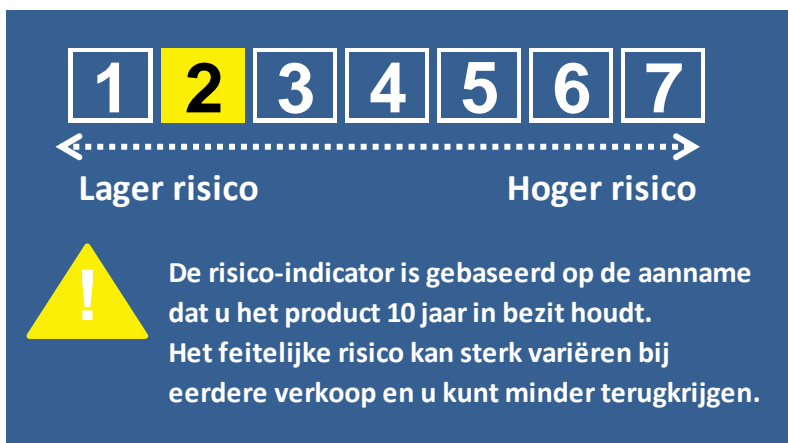 1 2 3 4 5 6 7
Lager risico Hoger risico
! De risico-indicator is gebaseerd op de aanname
dat u het product 10 jaar in bezit houdt.
Het feitelijke risico kan sterk variëren bij
eerdere verkoop en u kunt minder terugkrijgen.